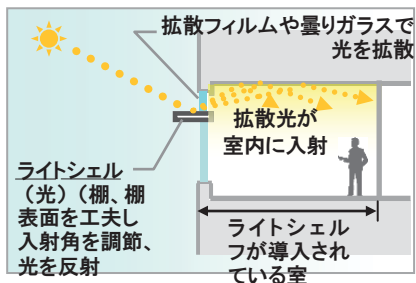 拡散フィルムや曇りガラスで
光を拡散
拡散光が
室内に入射
ライトシェル
(光)(棚、棚
表面を工夫し
入射角を調節、
光を反射
ライトシェル
フが導入され
ている室